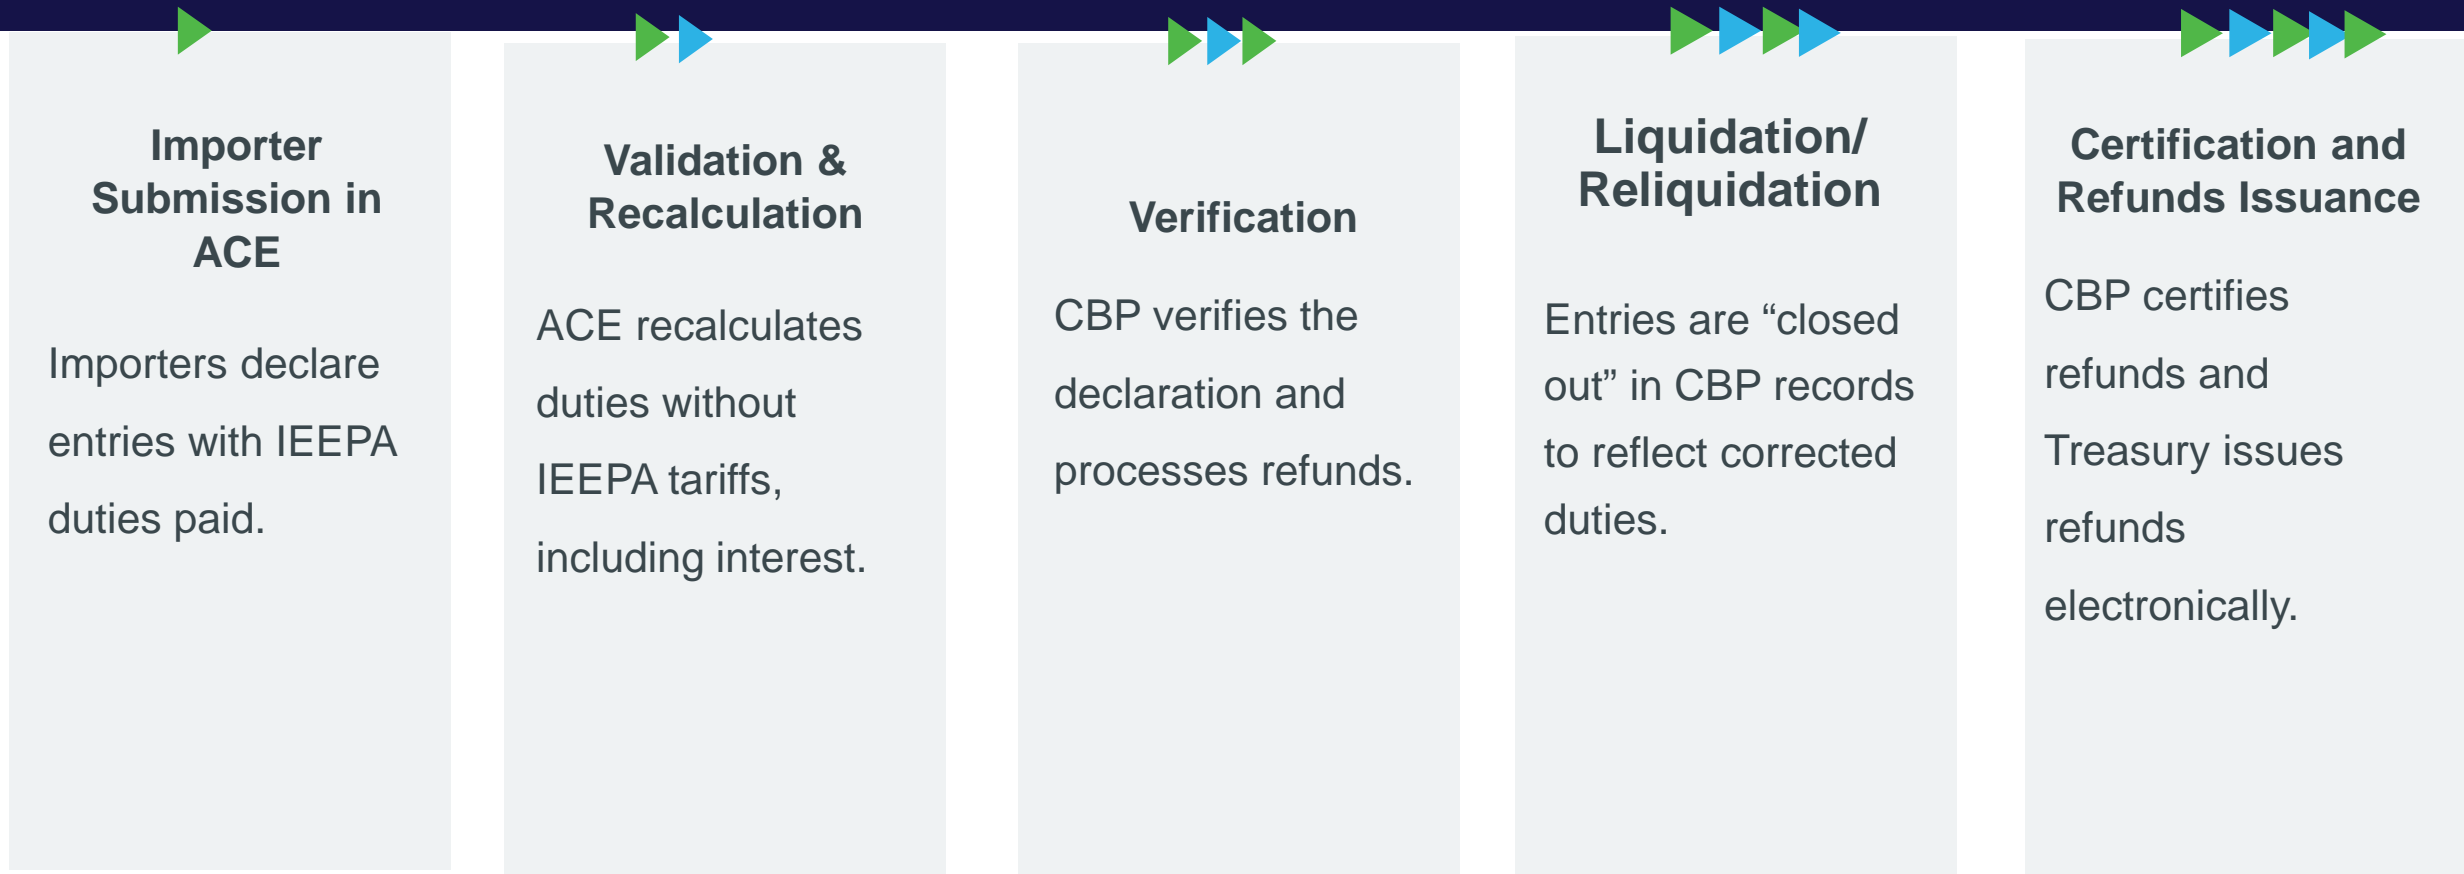 Importer
Submission in
ACE
Importers declare
entries with IEEPA
duties paid.
Validation &
Recalculation
ACE recalculates
duties without
IEEPA tariffs,
including interest.
Verification
CBP verifies the
declaration and
processes refunds.
Liquidation/
Reliquidation
Entries are “closed
out” in CBP records
to reflect corrected
duties.
Certification and
Refunds Issuance
CBP certifies
refunds and
Treasury issues
refunds
electronically.